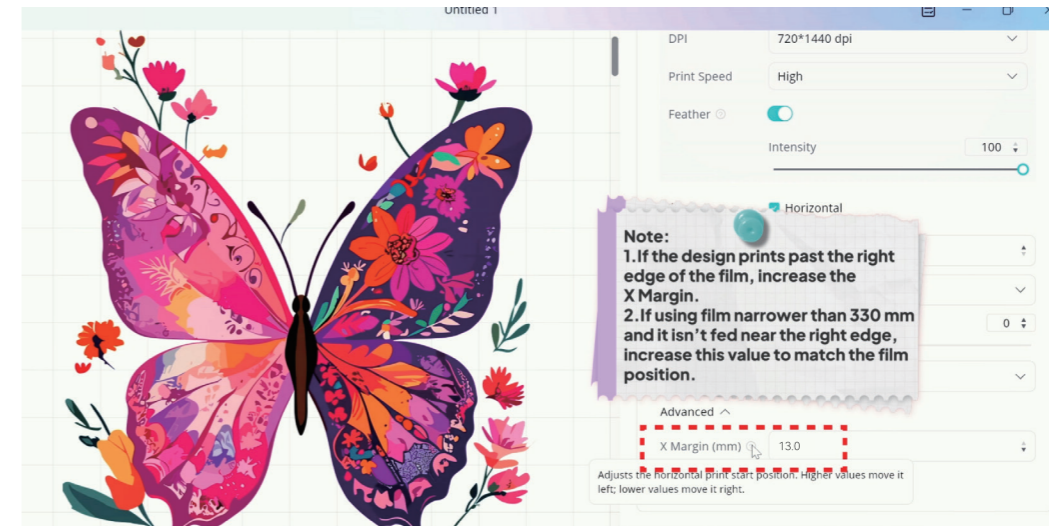 Untitled 1
DPI 720*1440 dpi
Print Speed High
Feather
Intensity 100
Horizontal
Note:
1.If the design prints past the right
edge of the film, increase the
X Margin.
2.If using film narrower than 330 mm
and it isn't fed near the right edge,
increase this value to match the film
position.
0
Advanced
X Margin (mm) 13.0
Adjusts the horizontal print start position. Higher values move it
left; lower values move it right.